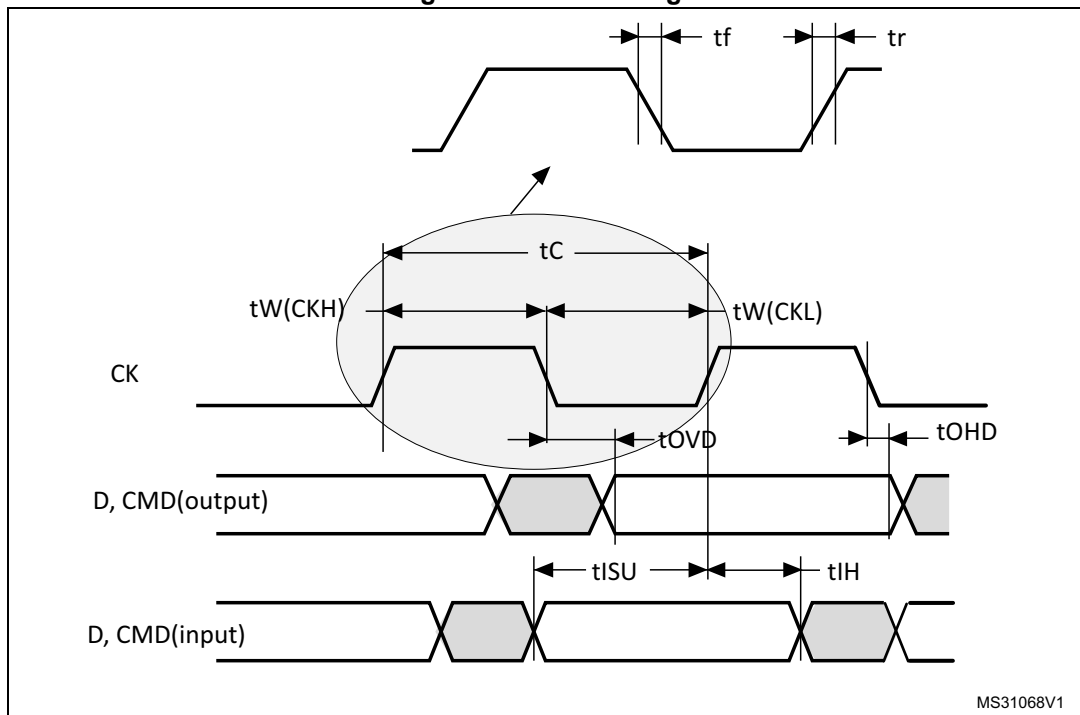 tf
tr
tC
tW(CKH)
tW(CKL)
CK
tOVD
tOHD
D, CMD(output)
tISU
tIH
D, CMD(input)
MS31068V1